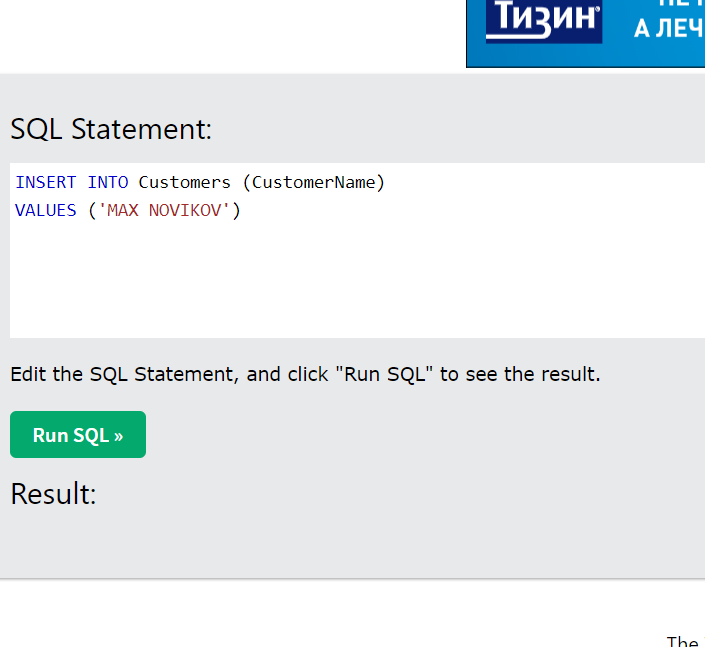 Тизин®
А ЛЕЧ
SQL Statement:
INSERT INTO Customers (CustomerName)
VALUES ('MAX NOVIKOV')
Edit the SQL Statement, and click "Run SQL" to see the result.
Run SQL »
Result:
The